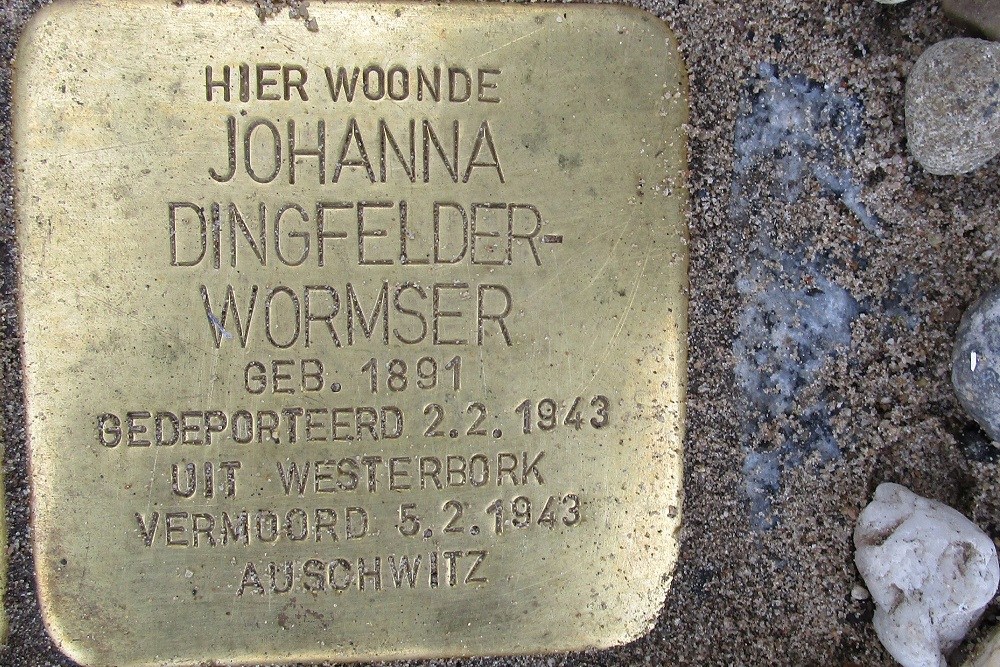 HIER WOONDE
JOHANNA
DINGFELDER-
WORMSER
GEB. 1891
GEDEPORTEERD 2.2.1943
UIT WESTERBORK
VERMOORD 5.2.1943
AUSCHWITZ